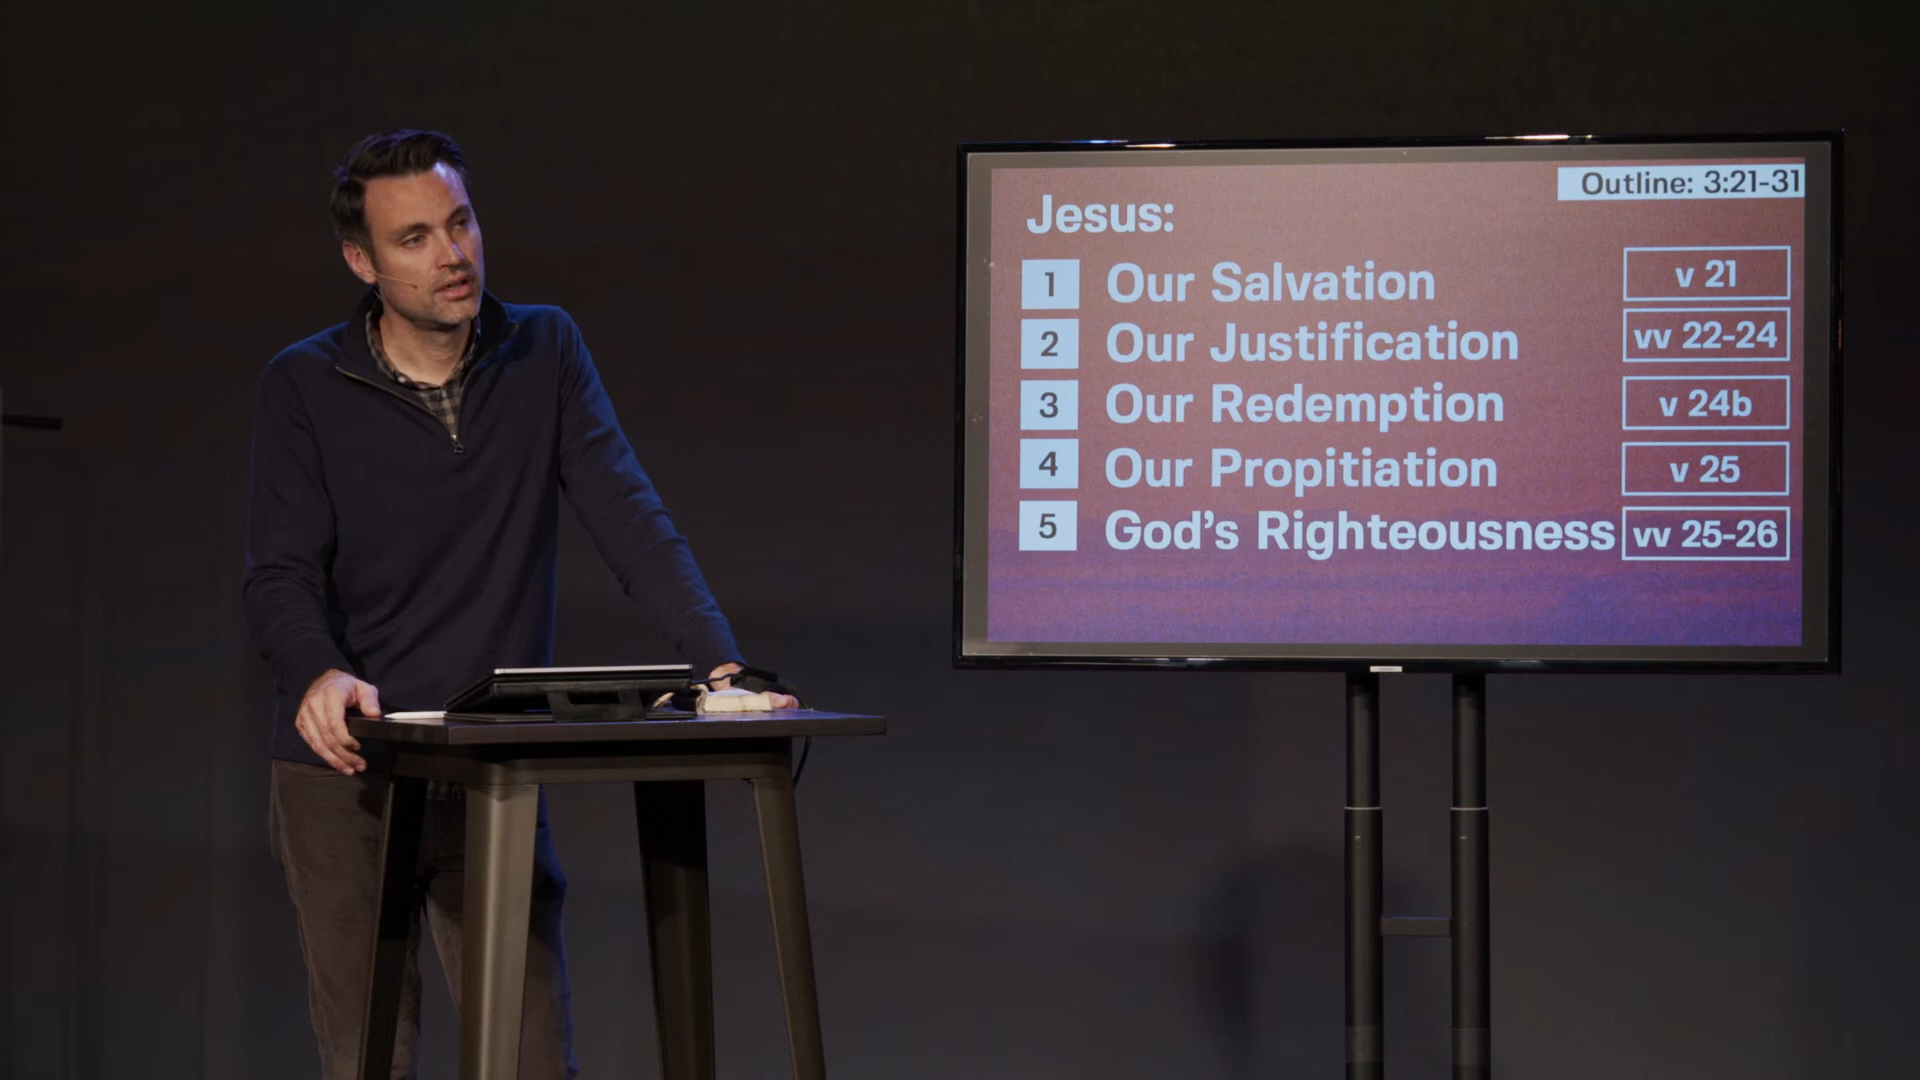 Outline: 3:21-31
Jesus:
1 Our Salvation v 21
2 Our Justification vv 22-24
3 Our Redemption v 24b
4 Our Propitiation v 25
5 God's Righteousness vv 25-26